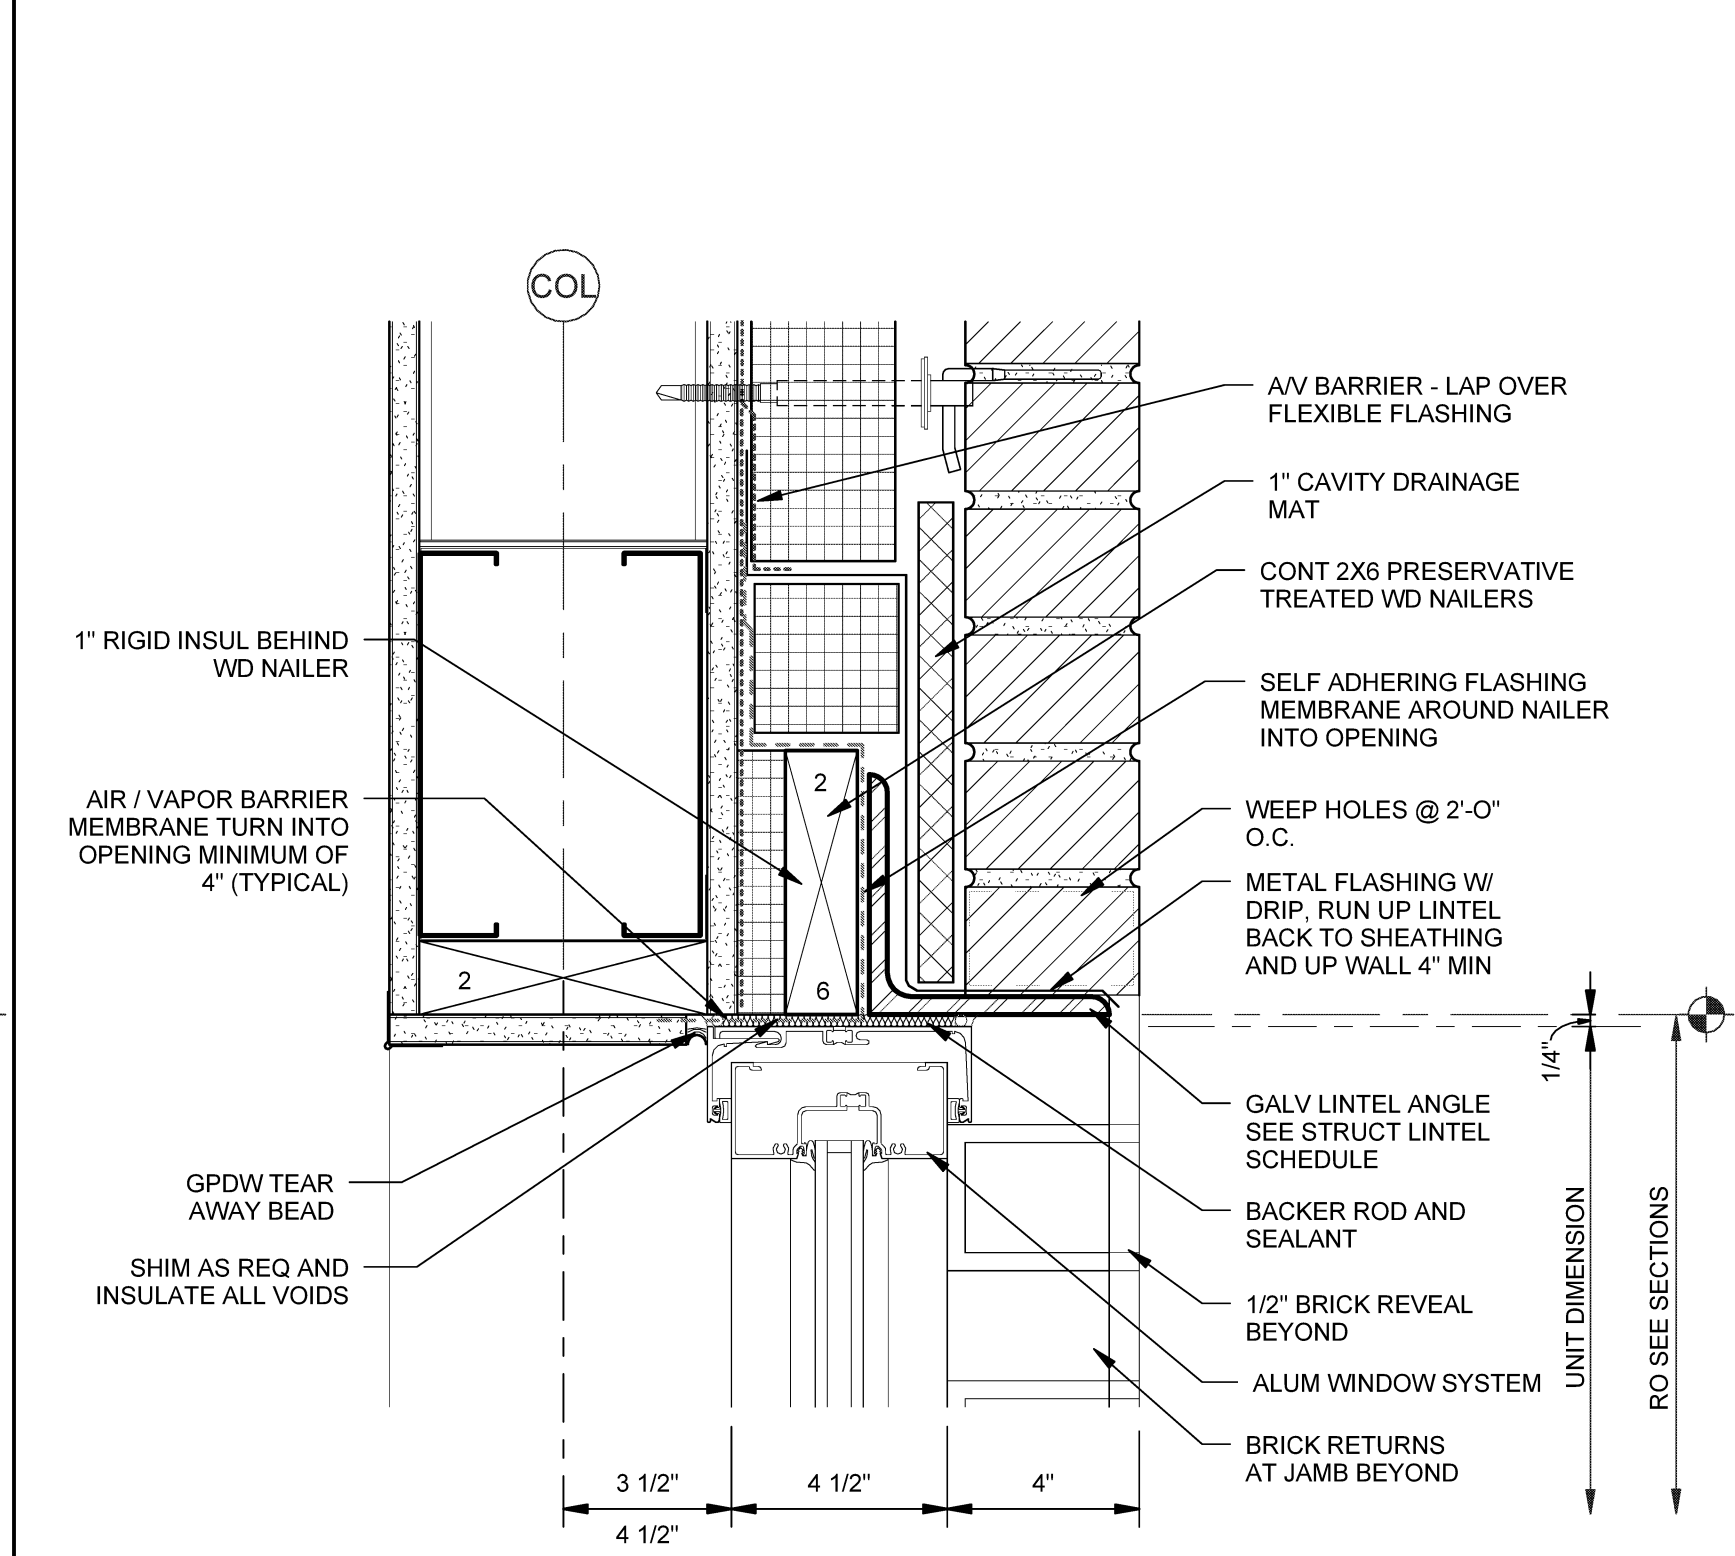 COL
A/V BARRIER - LAP OVER
FLEXIBLE FLASHING
1" CAVITY DRAINAGE
MAT
CONT 2X6 PRESERVATIVE
TREATED WD NAILERS
1" RIGID INSUL BEHIND
WD NAILER
SELF ADHERING FLASHING
MEMBRANE AROUND NAILER
INTO OPENING
2
AIR / VAPOR BARRIER
MEMBRANE TURN INTO
OPENING MINIMUM OF
4" (TYPICAL)
WEEP HOLES @ 2'-O"
O.C.
METAL FLASHING W/
DRIP, RUN UP LINTEL
BACK TO SHEATHING
AND UP WALL 4" MIN
2
6
1/4"
GALV LINTEL ANGLE
SEE STRUCT LINTEL
SCHEDULE
GPDW TEAR
AWAY BEAD
BACKER ROD AND
SEALANT
SHIM AS REQ AND
INSULATE ALL VOIDS
1/2" BRICK REVEAL
BEYOND
UNIT DIMENSION
RO SEE SECTIONS
ALUM WINDOW SYSTEM
BRICK RETURNS
AT JAMB BEYOND
3 1/2"
4 1/2"
4"
4 1/2"